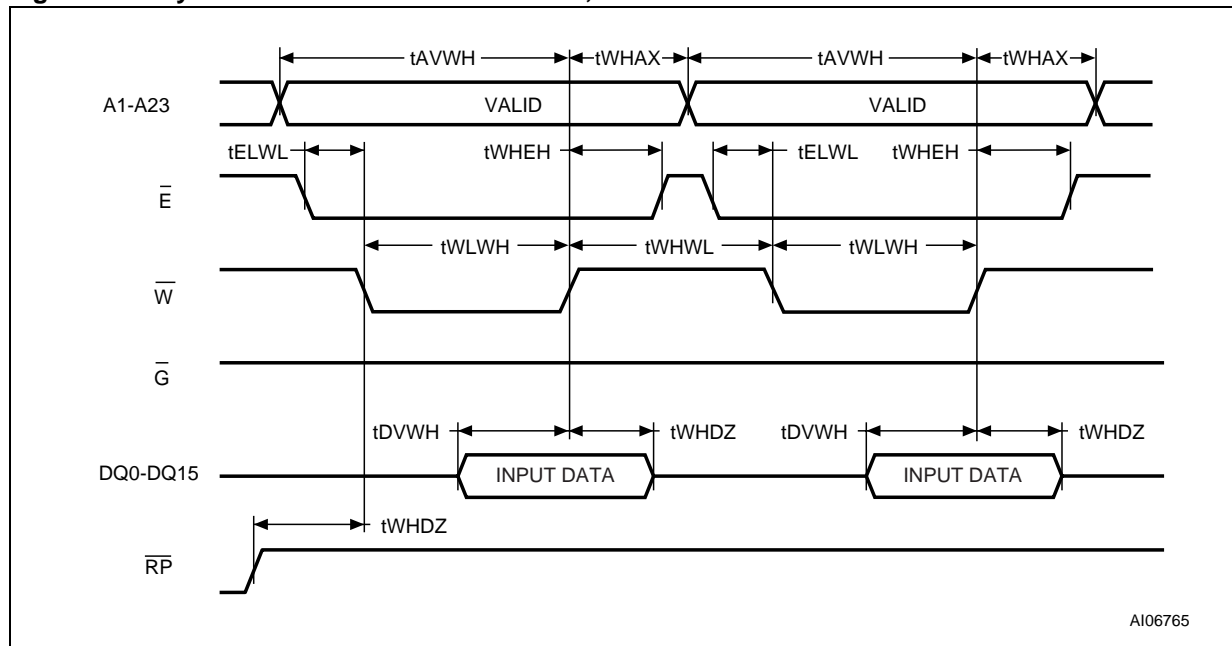 tAVWH tWHAX tAVWH tWHAX
A1-A23 VALID VALID
tELWL tWHEH tELWL tWHEH
E
tWLWH tWHWL tWLWH
W
G
tDVWH tWHDZ tDVWH tWHDZ
DQ0-DQ15 INPUT DATA INPUT DATA
tWHDZ
RP
AI06765